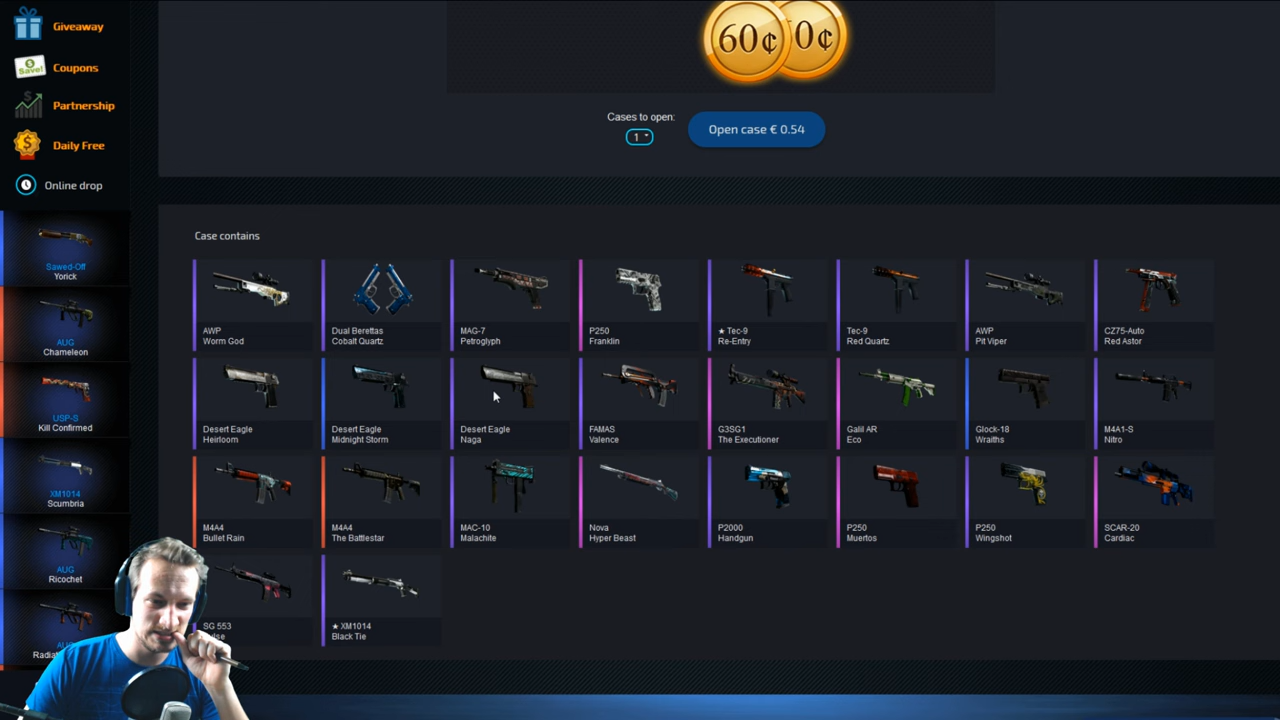 Giveaway
Save!
Coupons
Partnership
Daily Free
Online drop
60¢
0¢
Cases to open:
1
Open case € 0.54
Case contains
AWP
Worm God
Dual Berettas
Cobalt Quartz
MAG-7
Petroglyph
P250
Franklin
★ Tec-9
Re-Entry
Tec-9
Red Quartz
AWP
Pit Viper
CZ75-Auto
Red Astor
Desert Eagle
Heirloom
Desert Eagle
Midnight Storm
Desert Eagle
Naga
FAMAS
Valence
G3SG1
The Executioner
Galil AR
Eco
Glock-18
Wraiths
M4A1-S
Nitro
M4A4
Bullet Rain
M4A4
The Battlestar
MAC-10
Malachite
Nova
Hyper Beast
P2000
Handgun
P250
Muertos
P250
Wingshot
SCAR-20
Cardiac
SG 553
★ XM1014
Black Tie
Sawed-Off
Yorick
AUG
Chameleon
USP-S
Kill Confirmed
XM1014
Scumbria
AUG
Ricochet